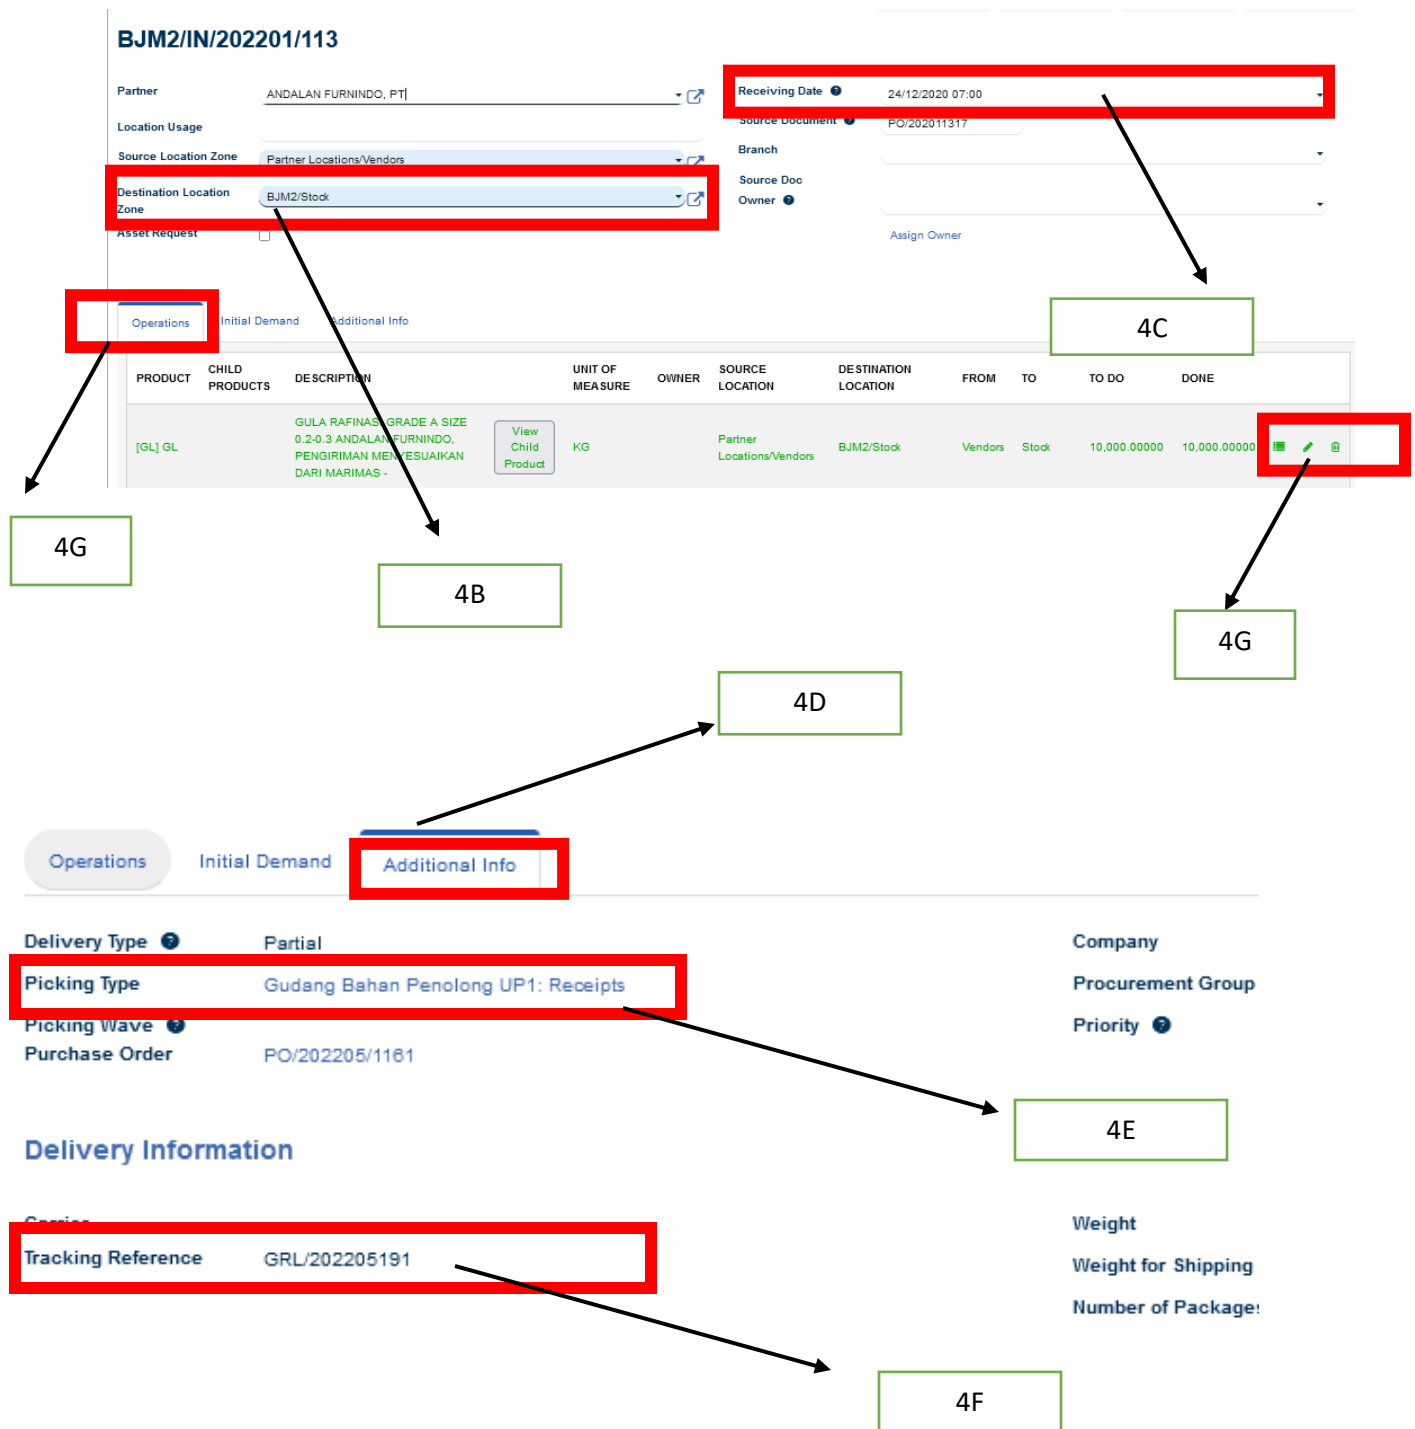 BJM2/IN/202201/113
Partner
ANDALAN FURNINDO, PT
Receiving Date
24/12/2020 07:00
Location Usage
Source Document
PO/202011317
Source Location Zone
Partner Locations/Vendors
Branch
Destination Location
Zone
BJM2/Stock
Source Doc
Owner
Asset Request
Assign Owner
Operations
Initial Demand
Additional Info
4C
PRODUCT
CHILD
PRODUCTS
DESCRIPTION
UNIT OF
MEASURE
OWNER
SOURCE
LOCATION
DESTINATION
LOCATION
FROM
TO
TO DO
DONE
[GL] GL
GULA RAFINASI GRADE A SIZE
0.2-0.3 ANDALAN FURNINDO,
PENGIRIMAN MENYESUAIKAN
DARI MARIMAS -
View
Child
Product
KG
Partner
Locations/Vendors
BJM2/Stock
Vendors
Stock
10,000.00000
10,000.00000
4G
4B
4G
4D
Operations
Initial Demand
Additional Info
Delivery Type
Partial
Company
Picking Type
Gudang Bahan Penolong UP1: Receipts
Procurement Group
Picking Wave
Priority
Purchase Order
PO/202205/1161
4E
Delivery Information
Carrier
Weight
Tracking Reference
GRL/202205191
Weight for Shipping
Number of Packages
4F